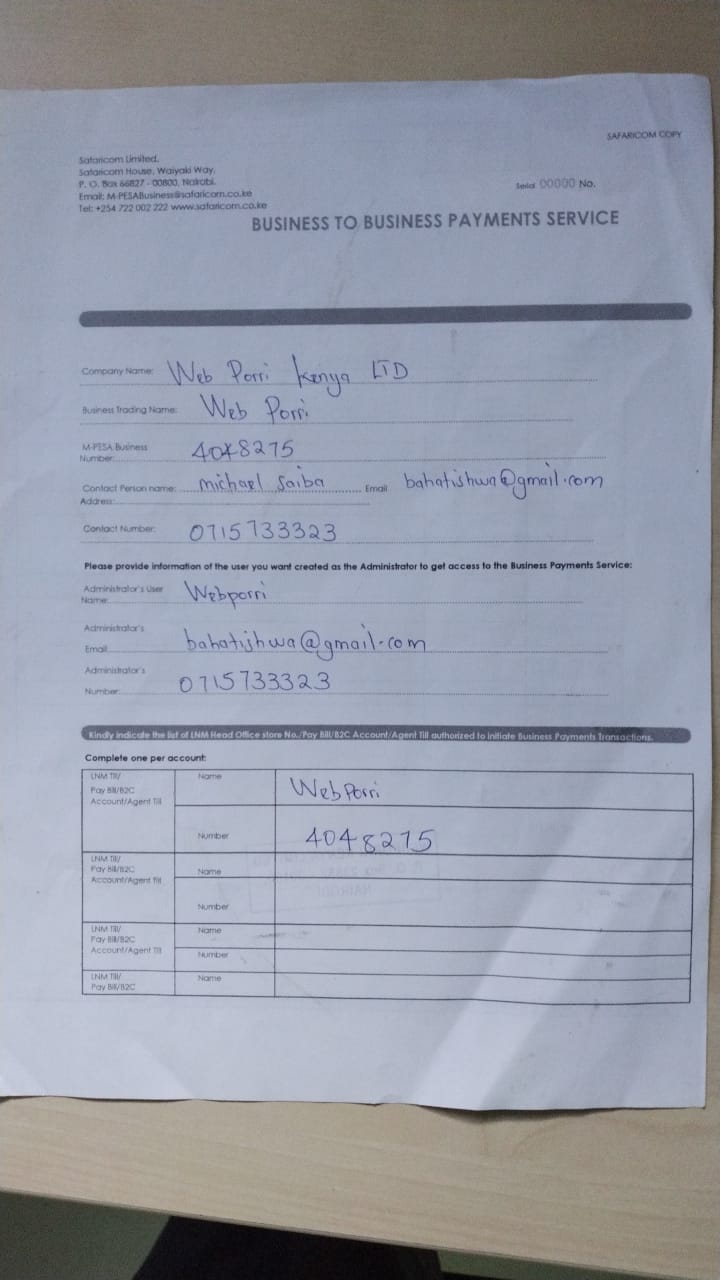 SAFARICOM COPY
Safaricom Limited.
Safaricom House, Waiyaki Way,
P. O. Box 66827 - 00800, Nairobi.
Email: M-PESABusiness@safaricom.co.ke
Tel: +254 722 002 222 www.safaricom.co.ke
00000 No.
BUSINESS TO BUSINESS PAYMENTS SERVICE
Company Name: Web Porri Kenya LTD
Business Trading Name: Web Porri
M-PESA Business
Number: 4048275
Contact Person name: michael Saiba Email bahatishwa@gmail.com
Address:
Contact Number: 0715733323
Please provide information of the user you want created as the Administrator to get access to the Business Payments Service:
Administrator's User
Name: Webporri
Administrator's
Email bahatishwa@gmail.com
Administrator's
Number: 0715733323
Kindly indicate the list of LNM Head Office store No./Pay Bill/B2C Account/Agent Till authorized to initiate Business Payments Transactions.
Complete one per account:
LNM Till/
Pay Bill/B2C
Account/Agent Till
Name
Web Porri
Number
4048275
LNM Till/
Pay Bill/B2C
Account/Agent Till
Name
Number
LNM Till/
Pay Bill/B2C
Account/Agent Till
Name
Number
LNM Till/
Pay Bill/B2C
Name